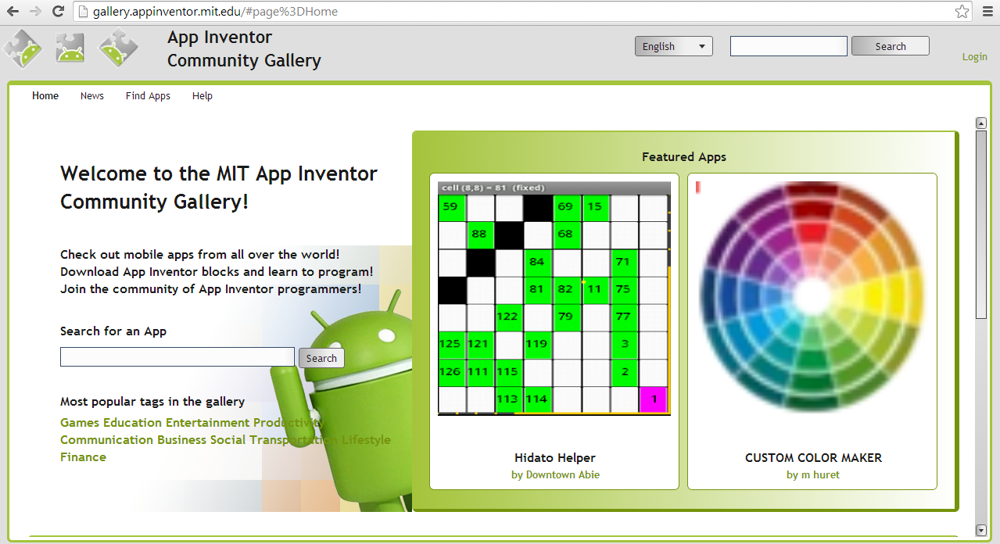 gallery.appinventor.mit.edu/#page%3DHome
App Inventor
Community Gallery
English
Search
Login
Home News Find Apps Help
Welcome to the MIT App Inventor
Community Gallery!
Check out mobile apps from all over the world!
Download App Inventor blocks and learn to program!
Join the community of App Inventor programmers!
Search for an App
Search
Most popular tags in the gallery
Games Education Entertainment Productivity
Communication Business Social Transportation Lifestyle
Finance
Featured Apps
cell (8,8) = 81 (fixed)
59 69 15
88 68
84 71
81 82 11 75
122 79 77
125 121 119 3
126 111 115 2
113 114 1
Hidato Helper
by Downtown Abie
CUSTOM COLOR MAKER
by m huret